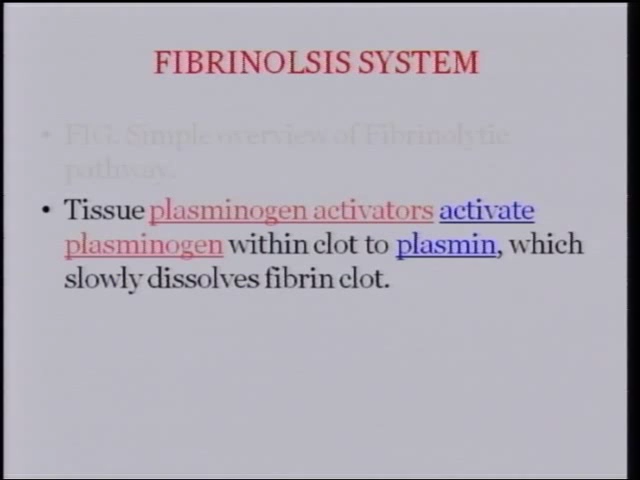 FIBRINOLSIS SYSTEM
• FIG. Simple overview of Fibrinolytic
pathway.
• Tissue plasminogen activators activate
plasminogen within clot to plasmin, which
slowly dissolves fibrin clot.